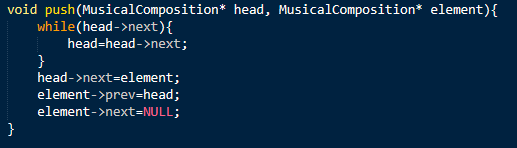 void push(MusicalComposition* head, MusicalComposition* element){
    while(head->next){
        head=head->next;
    }
    head->next=element;
    element->prev=head;
    element->next=NULL;
}